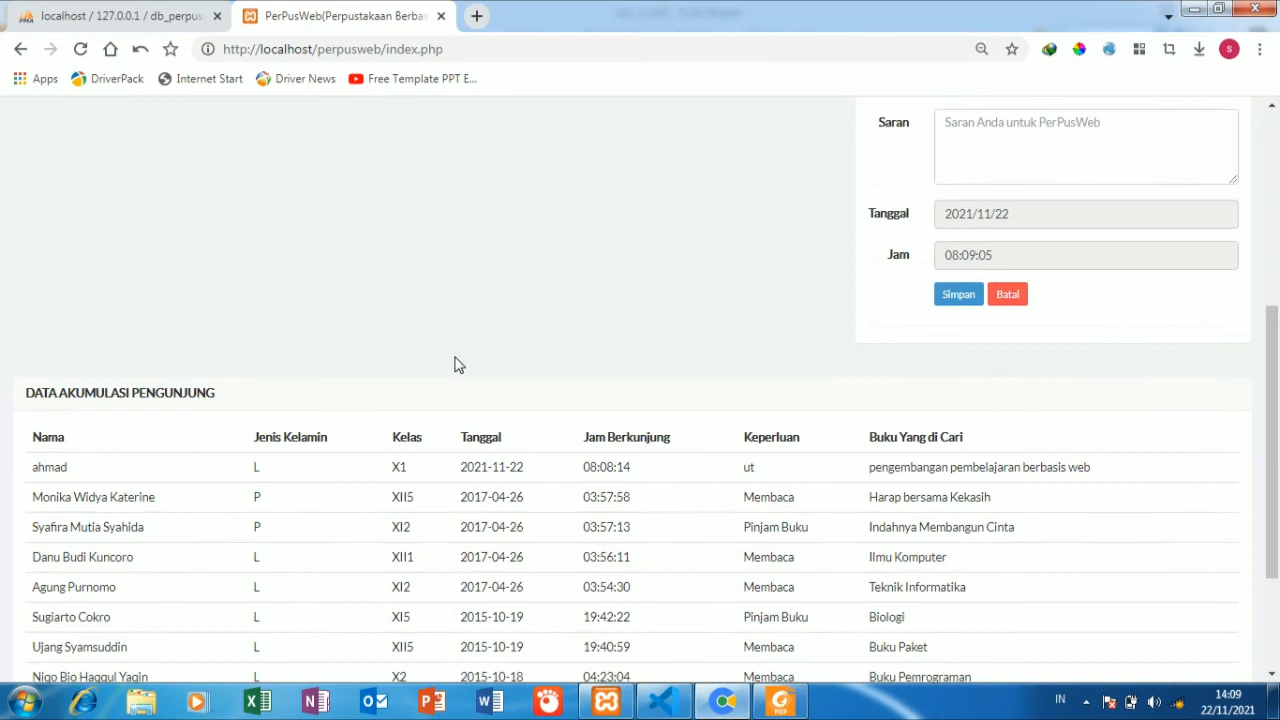 localhost / 127.0.0.1 / db_perpus
PerPusWeb(Perpustakaan Berbas
http://localhost/perpusweb/index.php
S
Apps
DriverPack
Internet Start
Driver News
Free Template PPT E...
Saran
Saran Anda untuk PerPusWeb
Tanggal
2021/11/22
Jam
08:09:05
Simpan Batal
DATA AKUMULASI PENGUNJUNG
Nama Jenis Kelamin Kelas Tanggal Jam Berkunjung Keperluan Buku Yang di Cari
ahmad L X1 2021-11-22 08:08:14 ut pengembangan pembelajaran berbasis web
Monika Widya Katerine P XII5 2017-04-26 03:57:58 Membaca Harap bersama Kekasih
Syafira Mutia Syahida P XI2 2017-04-26 03:57:13 Pinjam Buku Indahnya Membangun Cinta
Danu Budi Kuncoro L XII1 2017-04-26 03:56:11 Membaca Ilmu Komputer
Agung Purnomo L XI2 2017-04-26 03:54:30 Membaca Teknik Informatika
Sugiarto Cokro L XI5 2015-10-19 19:42:22 Pinjam Buku Biologi
Ujang Syamsuddin L XII5 2015-10-19 19:40:59 Membaca Buku Paket
Niqo Bio Haqqul Yaqin L X2 2015-10-18 04:23:04 Membaca Buku Pemrograman
IN
14:09
22/11/2021